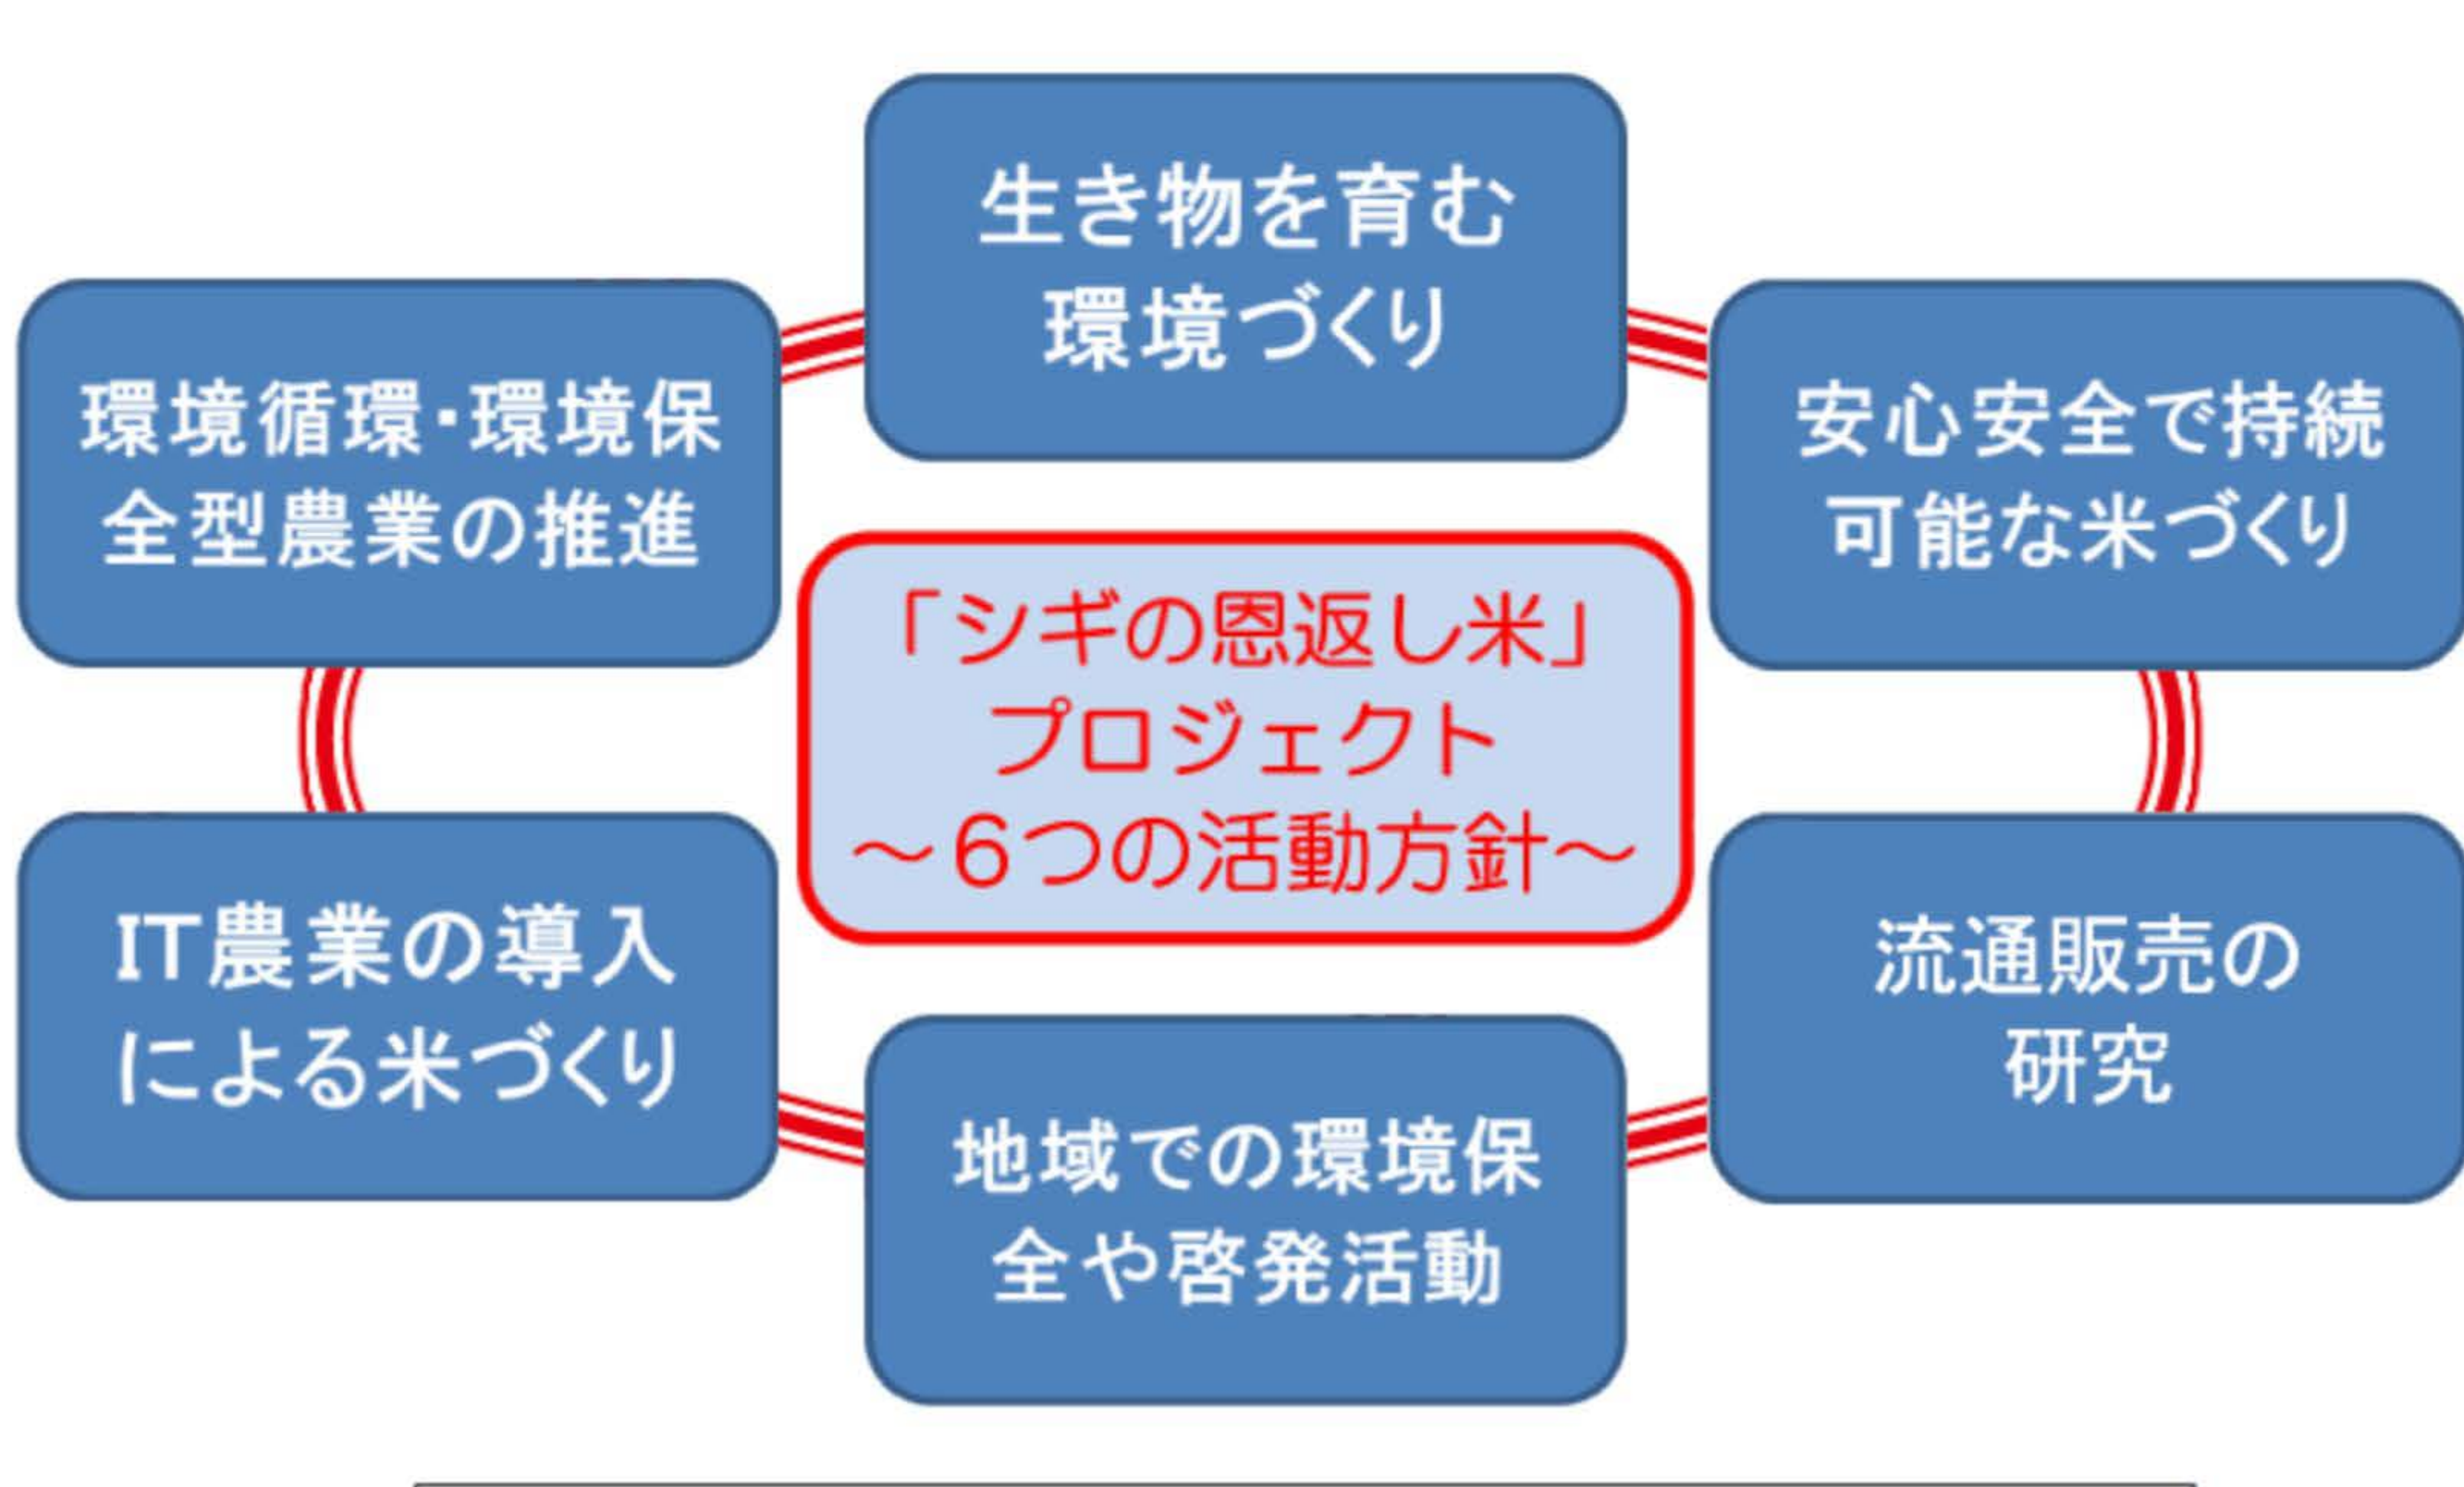 生き物を育む
環境づくり
環境循環・環境保
全型農業の推進
安心安全で持続
可能な米づくり
「シギの恩返し米」
プロジェクト
～６つの活動方針～
IT農業の導入
による米づくり
流通販売の
研究
地域での環境保
全や啓発活動